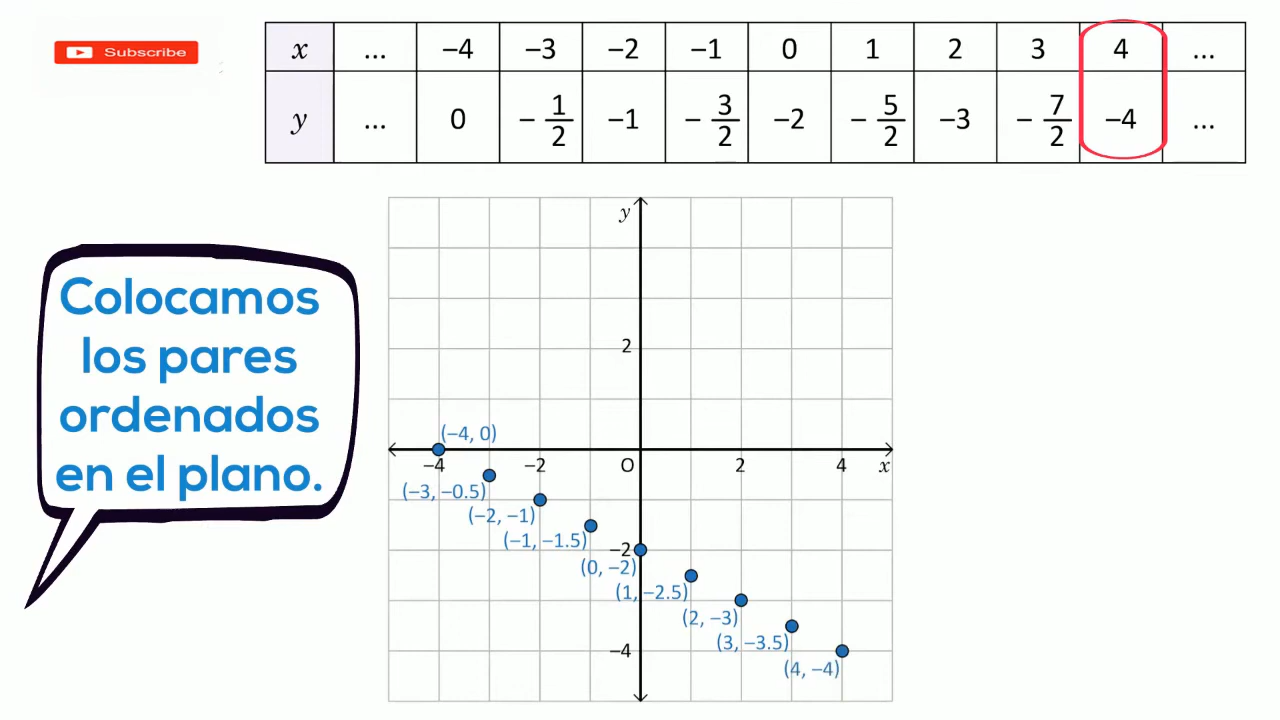 Subscribe
x ... –4 –3 –2 –1 0 1 2 3 4 ...
y ... 0 –1/2 –1 –3/2 –2 –5/2 –3 –7/2 –4 ...
Colocamos
los pares
ordenados
en el plano.
y
2
(–4, 0)
–4 –2 O 2 4 x
(–3, –0.5)
(–2, –1)
(–1, –1.5)
–2
(0, –2)
(1, –2.5)
(2, –3)
(3, –3.5)
–4
(4, –4)